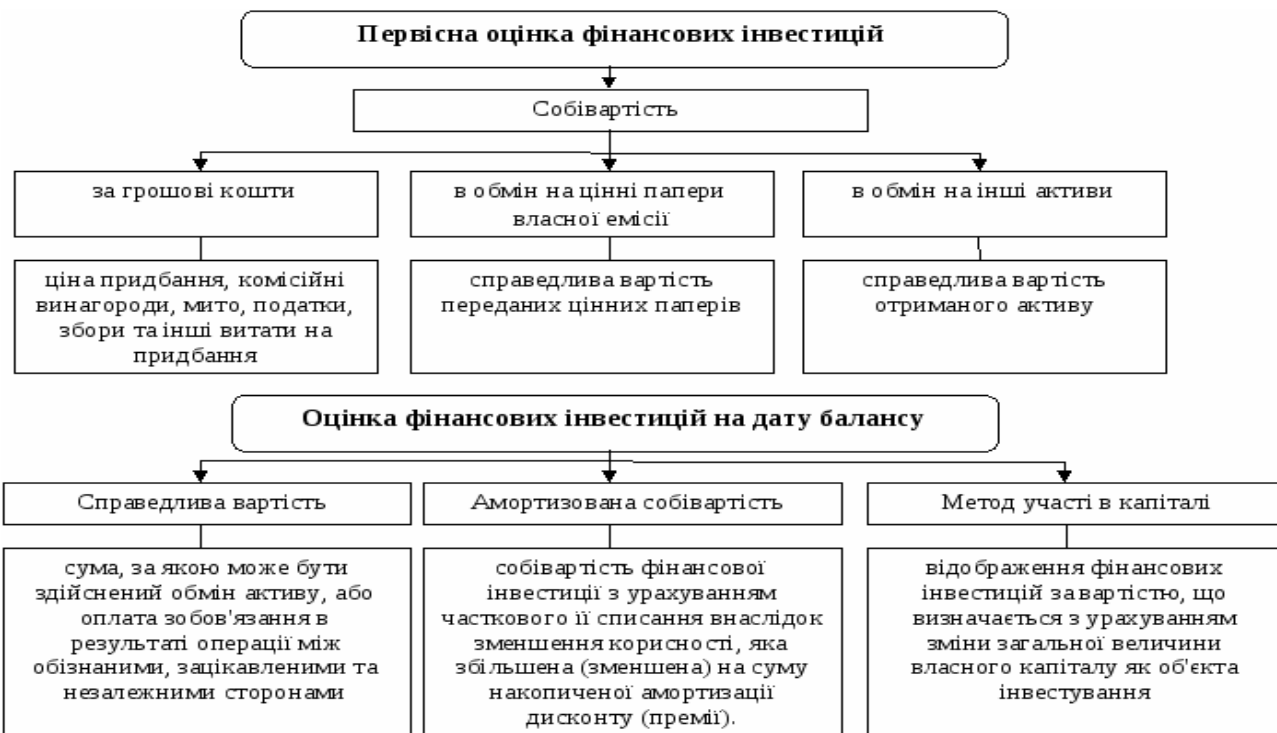 Первісна оцінка фінансових інвестицій
Собівартість
за грошові кошти
в обмін на цінні папери
власної емісії
в обмін на інші активи
ціна придбання, комісійні
винагороди, мито, податки,
збори та інші витати на
придбання
справедлива вартість
переданих цінних паперів
справедлива вартість
отриманого активу
Оцінка фінансових інвестицій на дату балансу
Справедлива вартість
Амортизована собівартість
Метод участі в капіталі
сума, за якою може бути
здійснений обмін активу, або
оплата зобов'язання в
результаті операції між
обізнаними, зацікавленими та
незалежними сторонами
собівартість фінансової
інвестиції з урахуванням
часткового її списання внаслідок
зменшення корисності, яка
збільшена (зменшена) на суму
накопиченої амортизації
дисконту (премії).
відображення фінансових
інвестицій за вартістю, що
визначається з урахуванням
зміни загальної величини
власного капіталу як об'єкта
інвестування